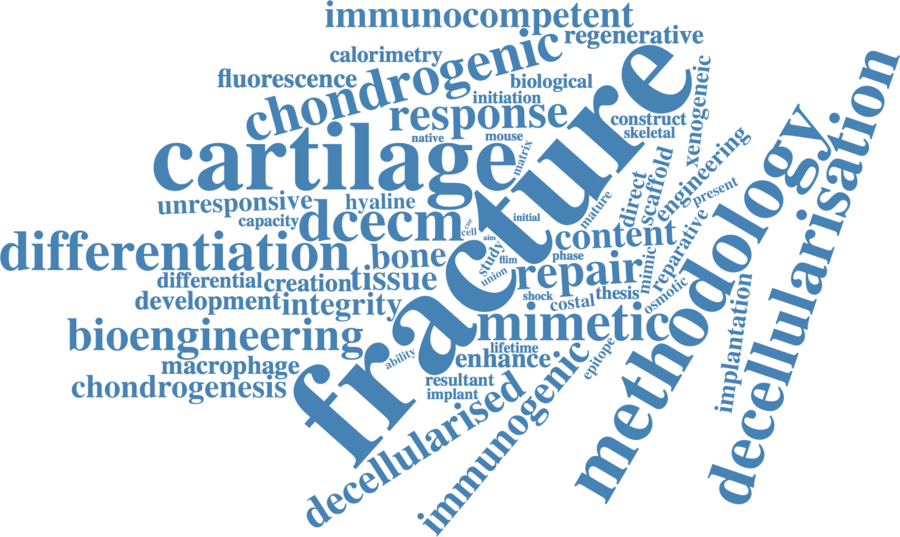 immunocompetent
regenerative
calorimetry
fluorescence
chondrogenic
biological
initiation
response
native
mouse
matrix
construct
skeletal
xenogeneic
cartilage
fracture
unresponsive
hyaline
capacity
dcecm
cue
cell
aim
initial
mature
direct
scaffold
engineering
present
differentiation
bone
study
flim
union
content
phase
repair
mimic
reparative
osmotic
differential
creation
tissue
shock
costal
thesis
development
integrity
mimetic
bioengineering
lifetime
ability
enhance
epitope
macrophage
chondrogenesis
resultant
implant
decellularised
immunogenic
methodology
implantation
decellularisation